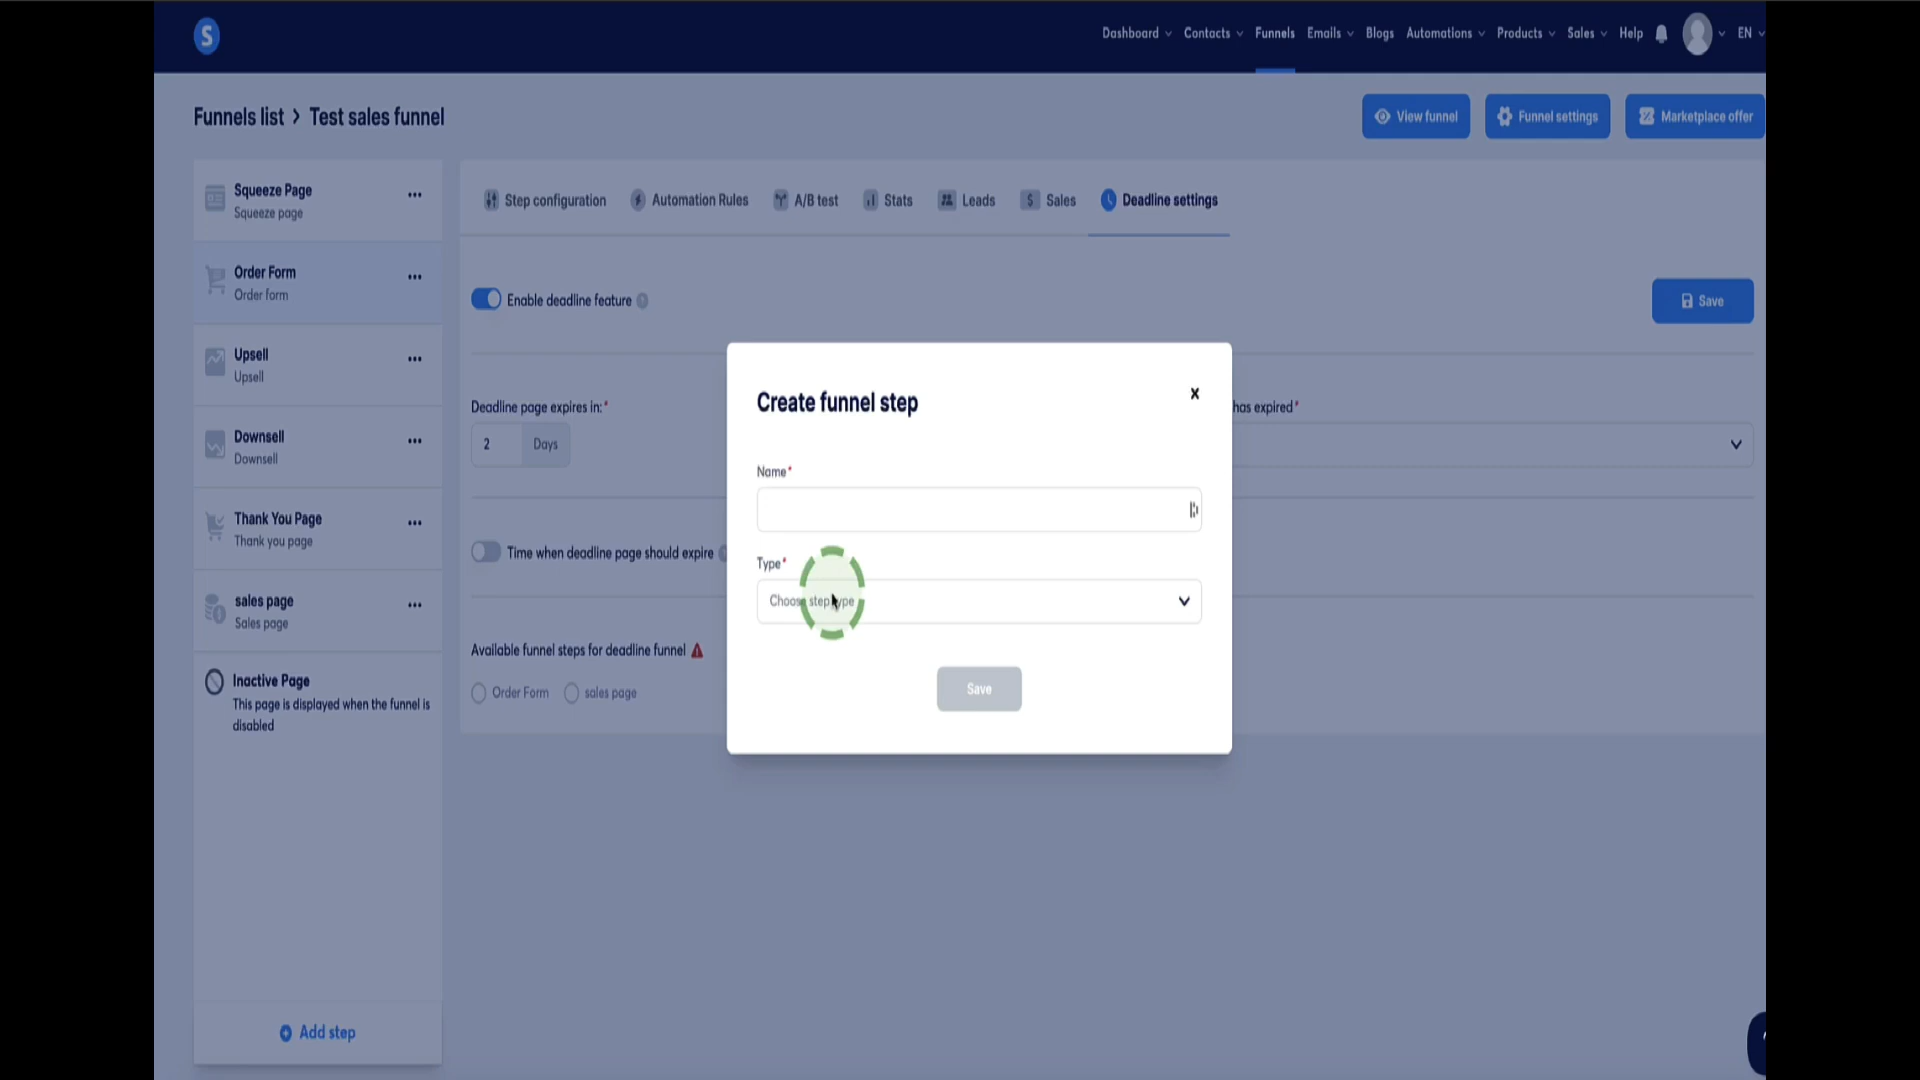 S
Dashboard
Contacts
Funnels
Emails
Blogs
Automations
Products
Sales
Help
EN
Funnels list > Test sales funnel
View funnel
Funnel settings
Marketplace offer
Squeeze Page
Squeeze page
Order Form
Order form
Upsell
Upsell
Downsell
Downsell
Thank You Page
Thank you page
sales page
Sales page
Inactive Page
This page is displayed when the funnel is
disabled
Add step
Step configuration
Automation Rules
A/B test
Stats
Leads
Sales
Deadline settings
Enable deadline feature
Save
Deadline page expires in:*
2
Days
has expired*
Time when deadline page should expire
Available funnel steps for deadline funnel
Order Form
sales page
Create funnel step
x
Name*
Type*
Choose step type
Save